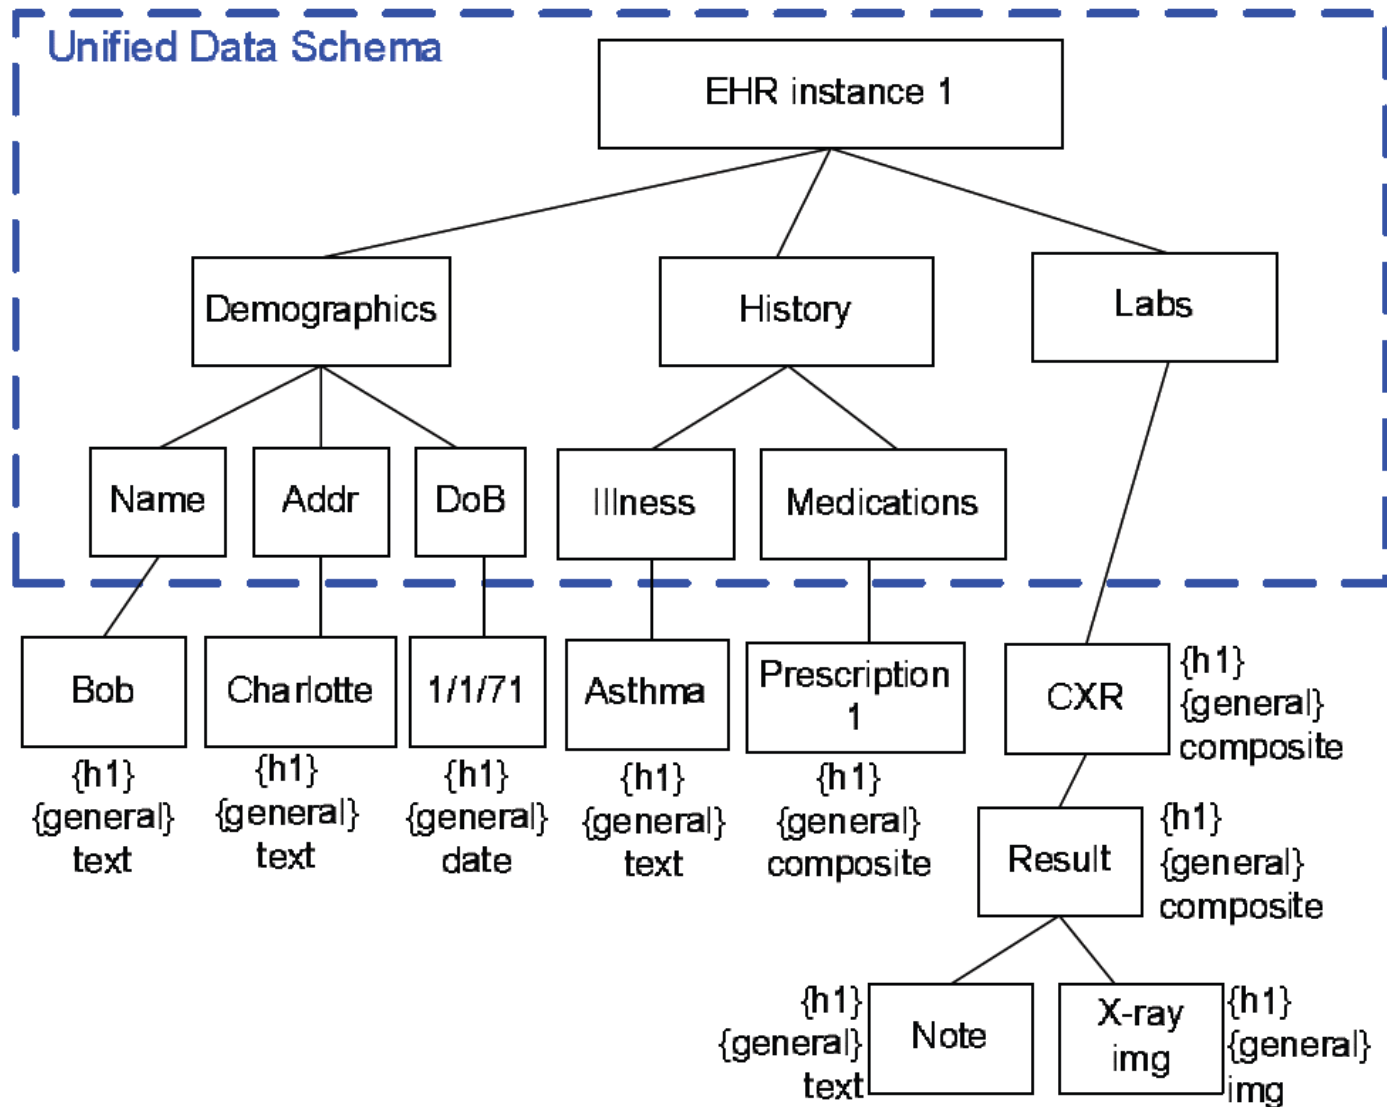 Unified Data Schema
EHR instance 1
Demographics
History
Labs
Name
Addr
DoB
Illness
Medications
Bob
{h1}
{general}
text
Charlotte
{h1}
{general}
text
1/1/71
{h1}
{general}
date
Asthma
{h1}
{general}
text
Prescription
1
{h1}
{general}
composite
CXR
{h1}
{general}
composite
Result
{h1}
{general}
composite
{h1}
{general}
text
Note
X-ray
img
{h1}
{general}
img